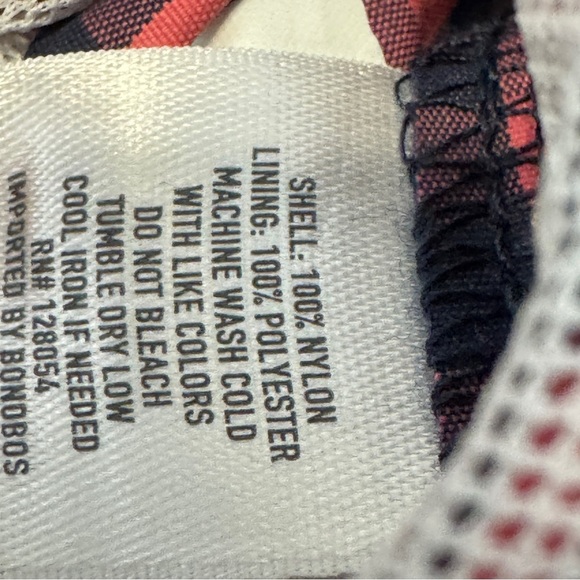 SHELL: 100% NYLON
LINING: 100% POLYESTER
MACHINE WASH COLD
WITH LIKE COLORS
DO NOT BLEACH
TUMBLE DRY LOW
COOL IRON IF NEEDED
RN# 128054
IMPORTED BY BONOBOS